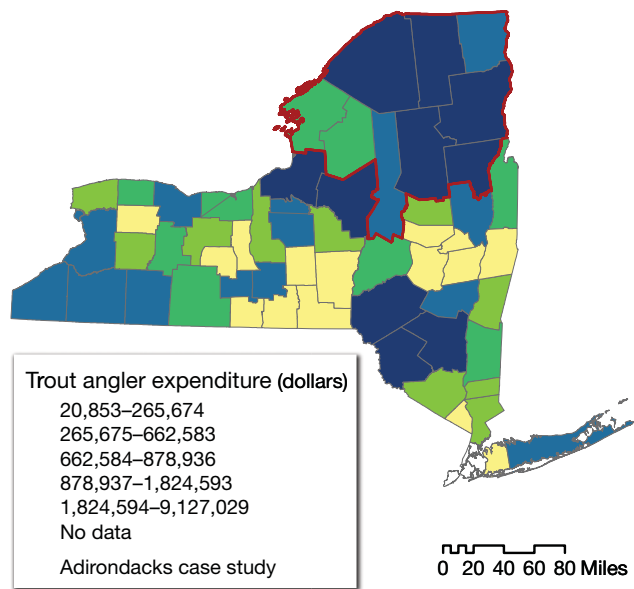 Trout angler expenditure (dollars)
20,853–265,674
265,675–662,583
662,584–878,936
878,937–1,824,593
1,824,594–9,127,029
No data
Adirondacks case study
0 20 40 60 80 Miles